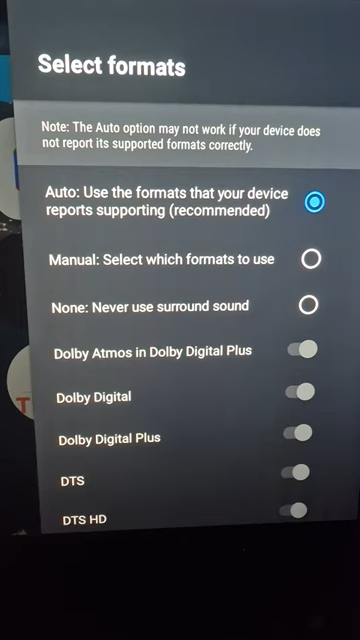 Select formats
Note: The Auto option may not work if your device does
not report its supported formats correctly.
Auto: Use the formats that your device
reports supporting (recommended)
Manual: Select which formats to use
None: Never use surround sound
Dolby Atmos in Dolby Digital Plus
Dolby Digital
Dolby Digital Plus
DTS
DTS HD
T